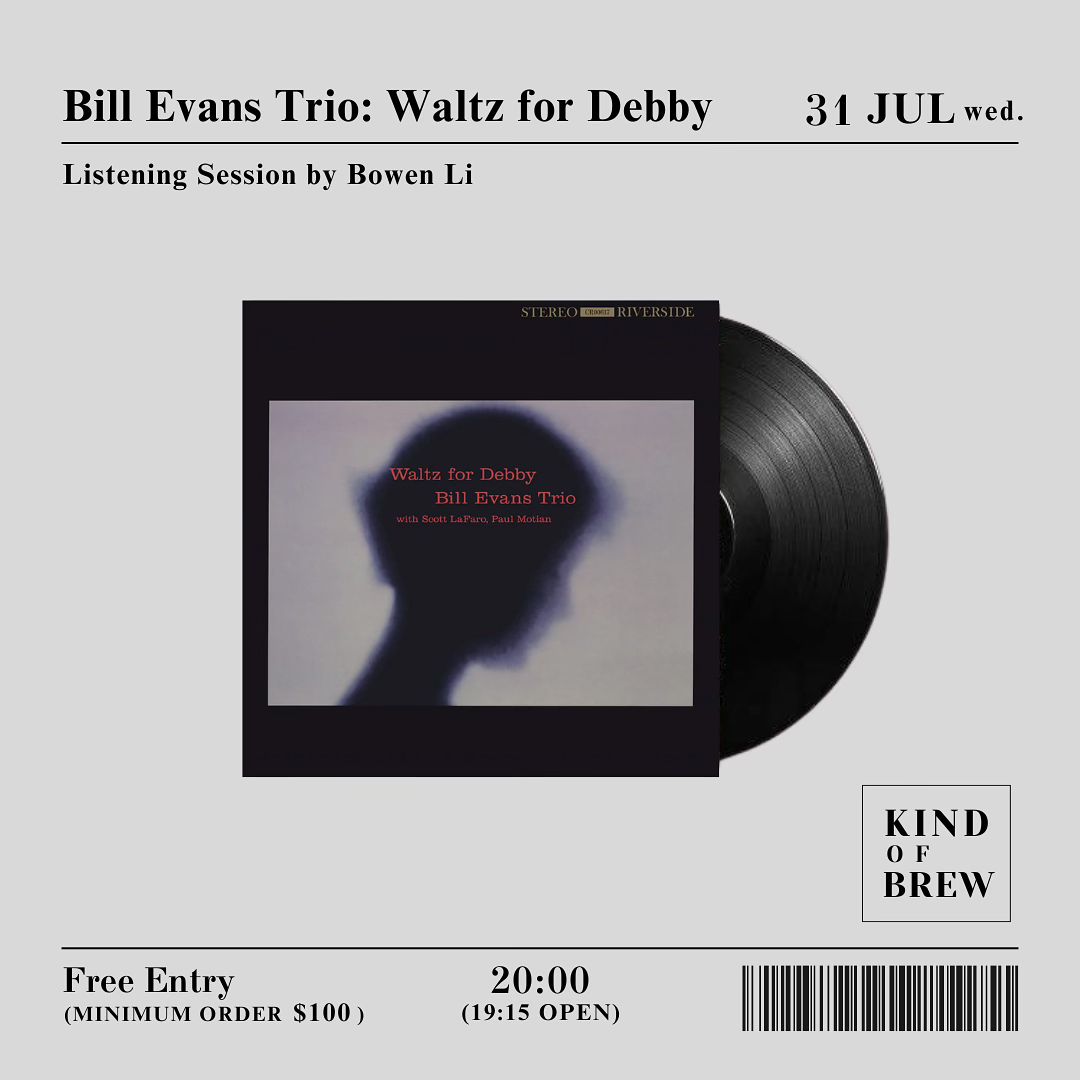 Bill Evans Trio: Waltz for Debby
31 JUL wed.
Listening Session by Bowen Li
STEREO CR00617 RIVERSIDE
Waltz for Debby
Bill Evans Trio
with Scott LaFaro, Paul Motian
KIND
OF
BREW
Free Entry
(MINIMUM ORDER $100)
20:00
(19:15 OPEN)